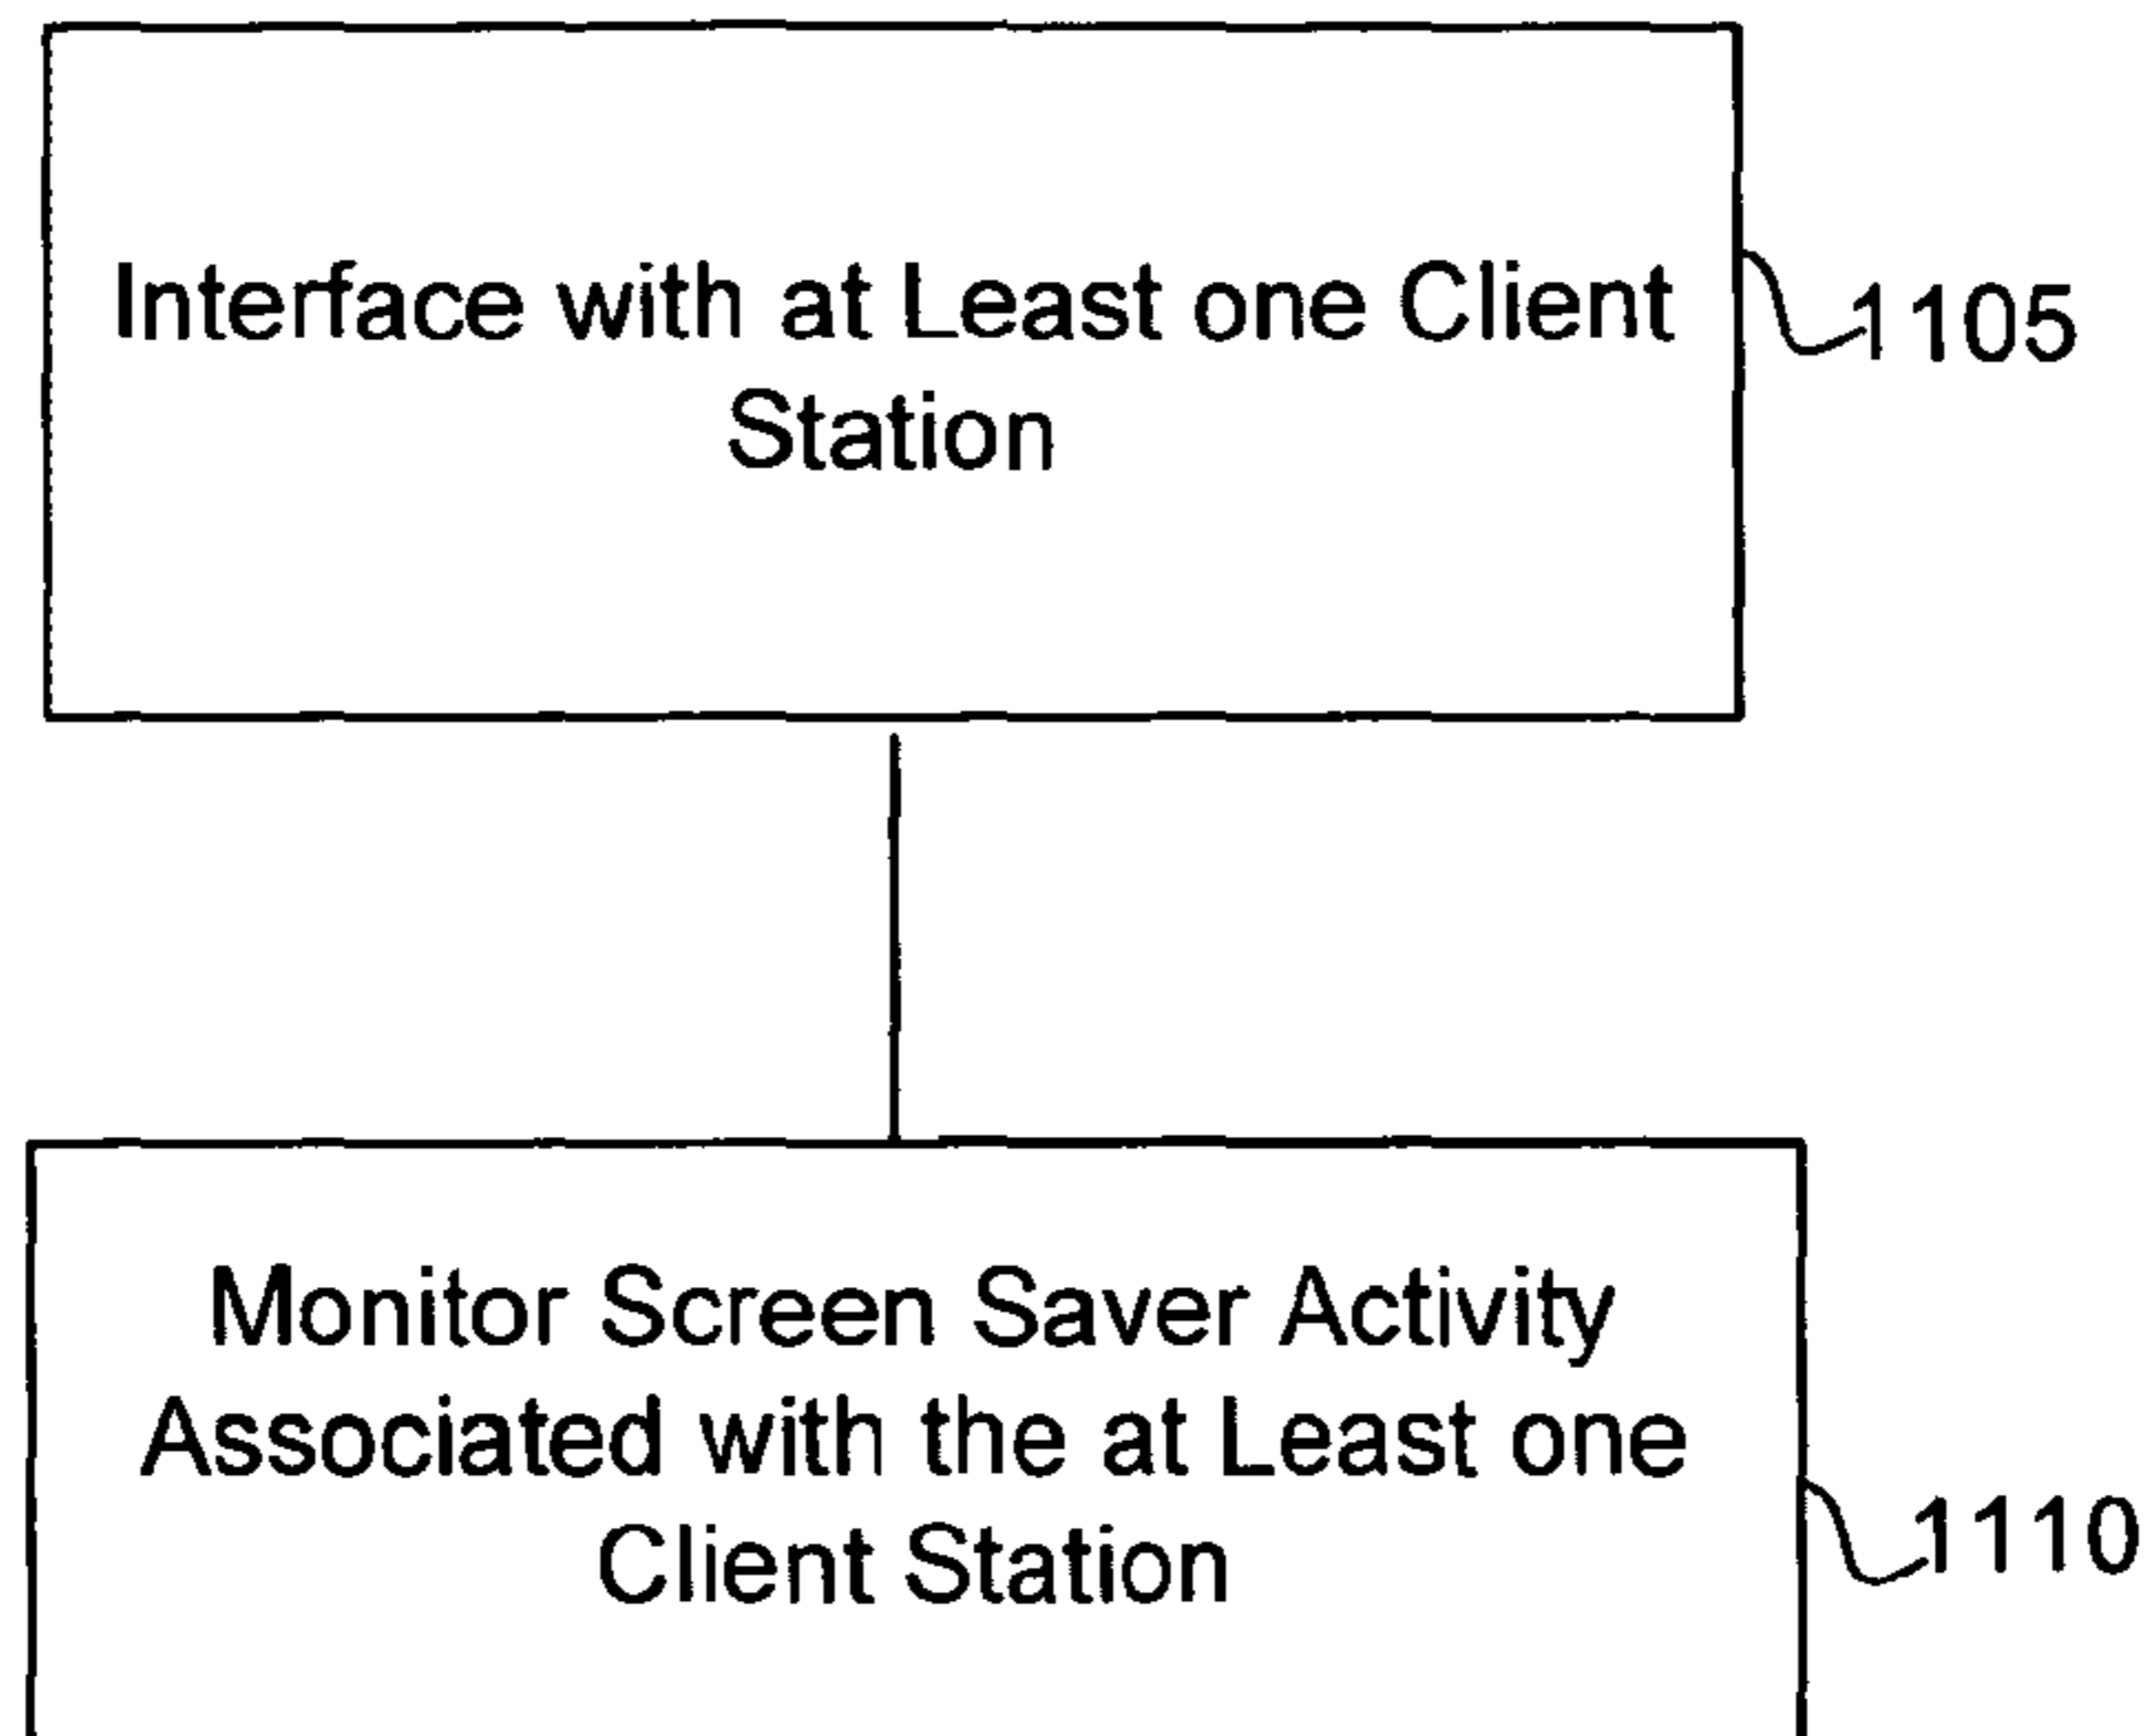 Interface with at Least one Client
Station
1105
Monitor Screen Saver Activity
Associated with the at Least one
Client Station
1110